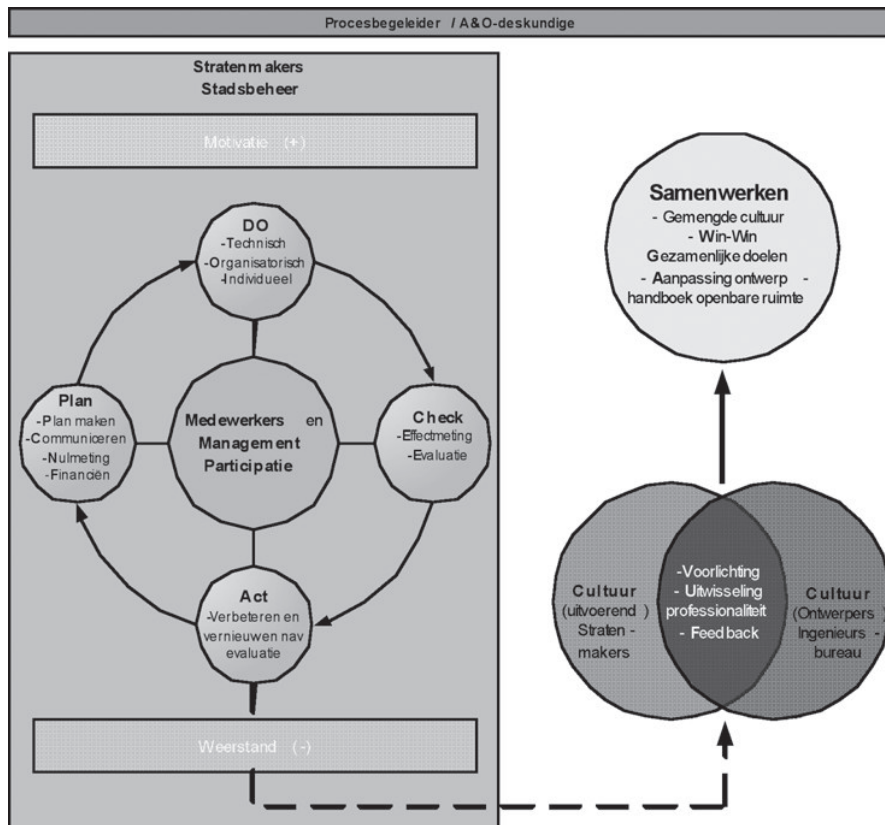 Procesbegeleider / A&O-deskundige
Stratenmakers
Stadsbeheer
Motivatie (+)
DO
-Technisch
-Organisatorisch
-Individueel
Plan
-Plan maken
-Communiceren
-Nulmeting
-Financiën
Medewerkers en
Management
Participatie
Check
-Effectmeting
-Evaluatie
Act
-Verbeteren en
vernieuwen nav
evaluatie
Weerstand (-)
Samenwerken
- Gemengde cultuur
- Win-Win
Gezamenlijke doelen
- Aanpassing ontwerp -
handboek openbare ruimte
Cultuur
(uitvoerend)
Straten -
makers
-Voorlichting
- Uitwisseling
professionaliteit
- Feedback
Cultuur
(Ontwerpers
Ingenieurs -
bureau